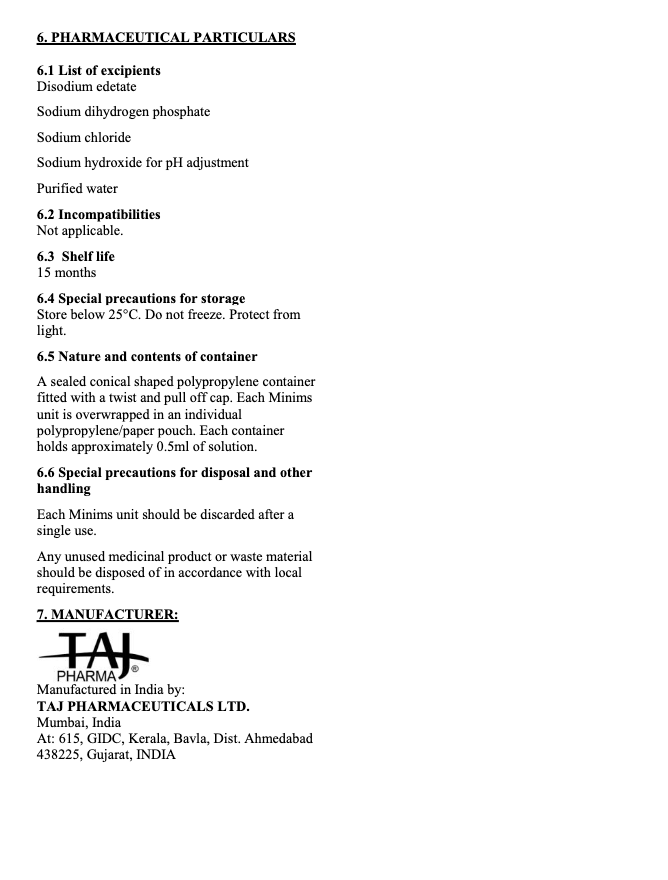 6. PHARMACEUTICAL PARTICULARS
6.1 List of excipients
Disodium edetate
Sodium dihydrogen phosphate
Sodium chloride
Sodium hydroxide for pH adjustment
Purified water
6.2 Incompatibilities
Not applicable.
6.3 Shelf life
15 months
6.4 Special precautions for storage
Store below 25°C. Do not freeze. Protect from
light.
6.5 Nature and contents of container
A sealed conical shaped polypropylene container
fitted with a twist and pull off cap. Each Minims
unit is overwrapped in an individual
polypropylene/paper pouch. Each container
holds approximately 0.5ml of solution.
6.6 Special precautions for disposal and other
handling
Each Minims unit should be discarded after a
single use.
Any unused medicinal product or waste material
should be disposed of in accordance with local
requirements.
7. MANUFACTURER:
TAJ
PHARMA®
Manufactured in India by:
TAJ PHARMACEUTICALS LTD.
Mumbai, India
At: 615, GIDC, Kerala, Bavla, Dist. Ahmedabad
438225, Gujarat, INDIA